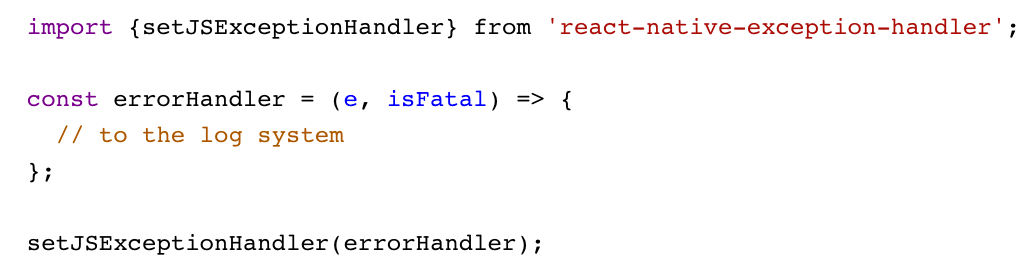 import {setJSExceptionHandler} from 'react-native-exception-handler';
const errorHandler = (e, isFatal) => {
// to the log system
};
setJSExceptionHandler(errorHandler);